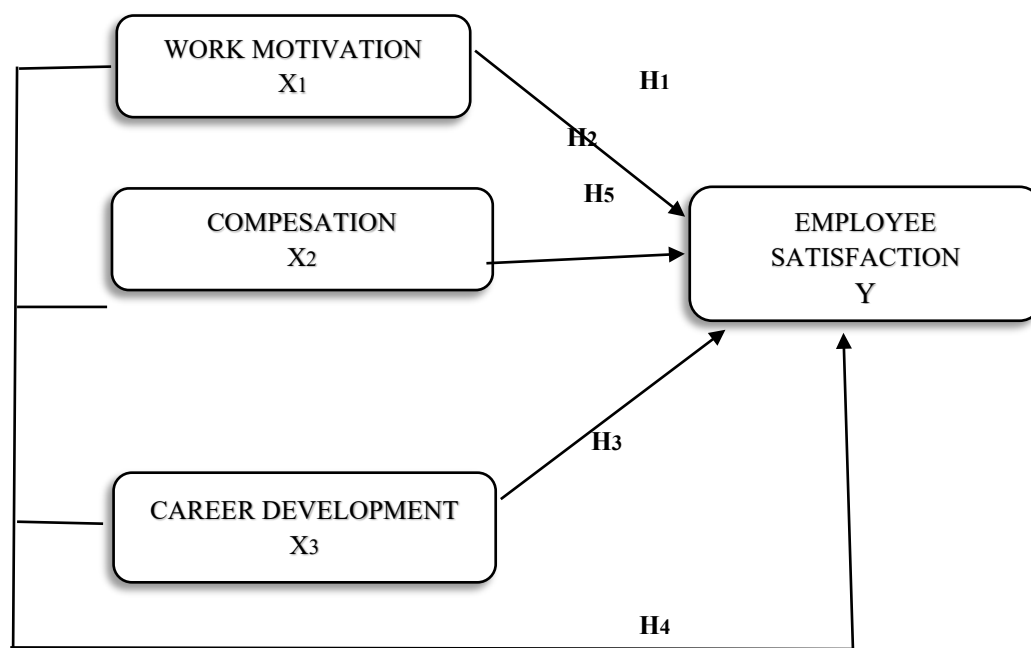 WORK MOTIVATION
X1
H1
H2
H5
COMPESATION
X2
EMPLOYEE
SATISFACTION
Y
H3
CAREER DEVELOPMENT
X3
H4